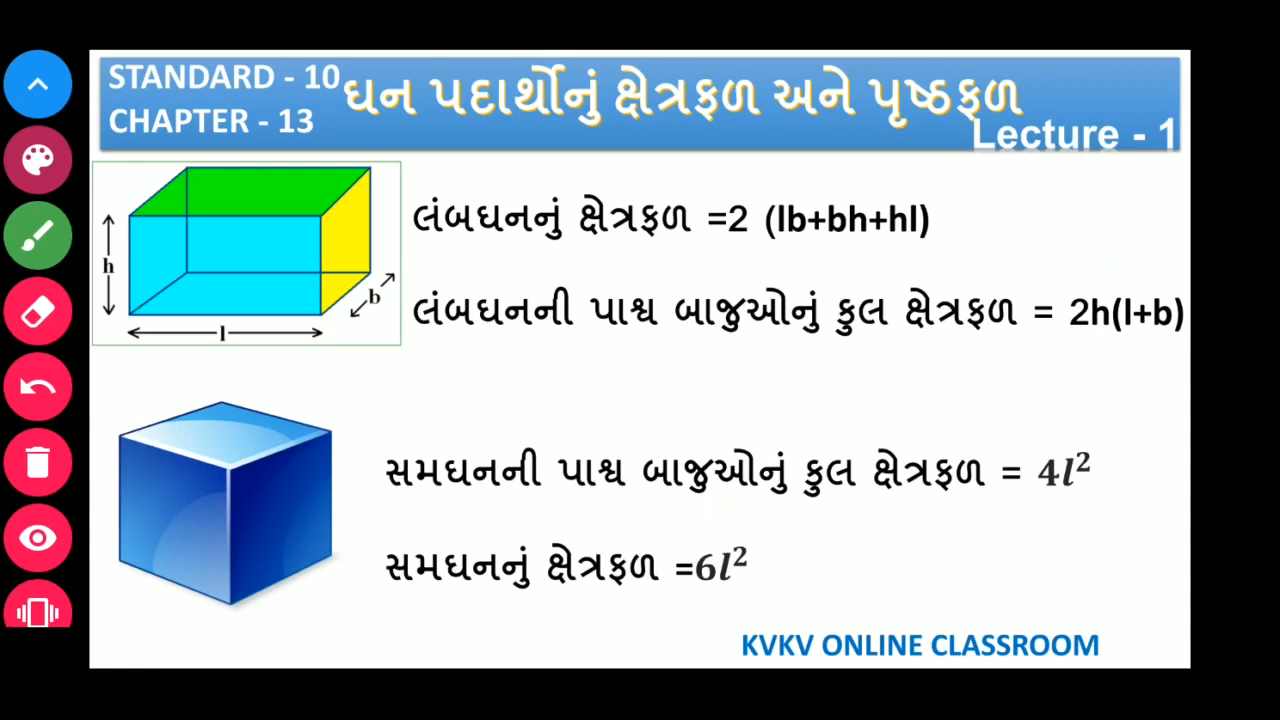 STANDARD - 10
CHAPTER - 13
ઘન પદાર્થોનું ક્ષેત્રફળ અને પૃષ્ઠફળ
Lecture - 1
લંબઘનનું ક્ષેત્રફળ =2 (lb+bh+hl)
h
b
l
લંબઘનની પાશ્વ બાજુઓનું કુલ ક્ષેત્રફળ = 2h(l+b)
સમઘનની પાશ્વ બાજુઓનું કુલ ક્ષેત્રફળ = 4l²
સમઘનનું ક્ષેત્રફળ =6l²
KVKV ONLINE CLASSROOM